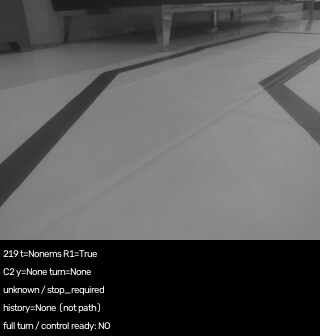 219 t=Nonems R1=True
C2 y=None turn=None
unknown / stop_required
history=None (not path)
full turn / control ready: NO